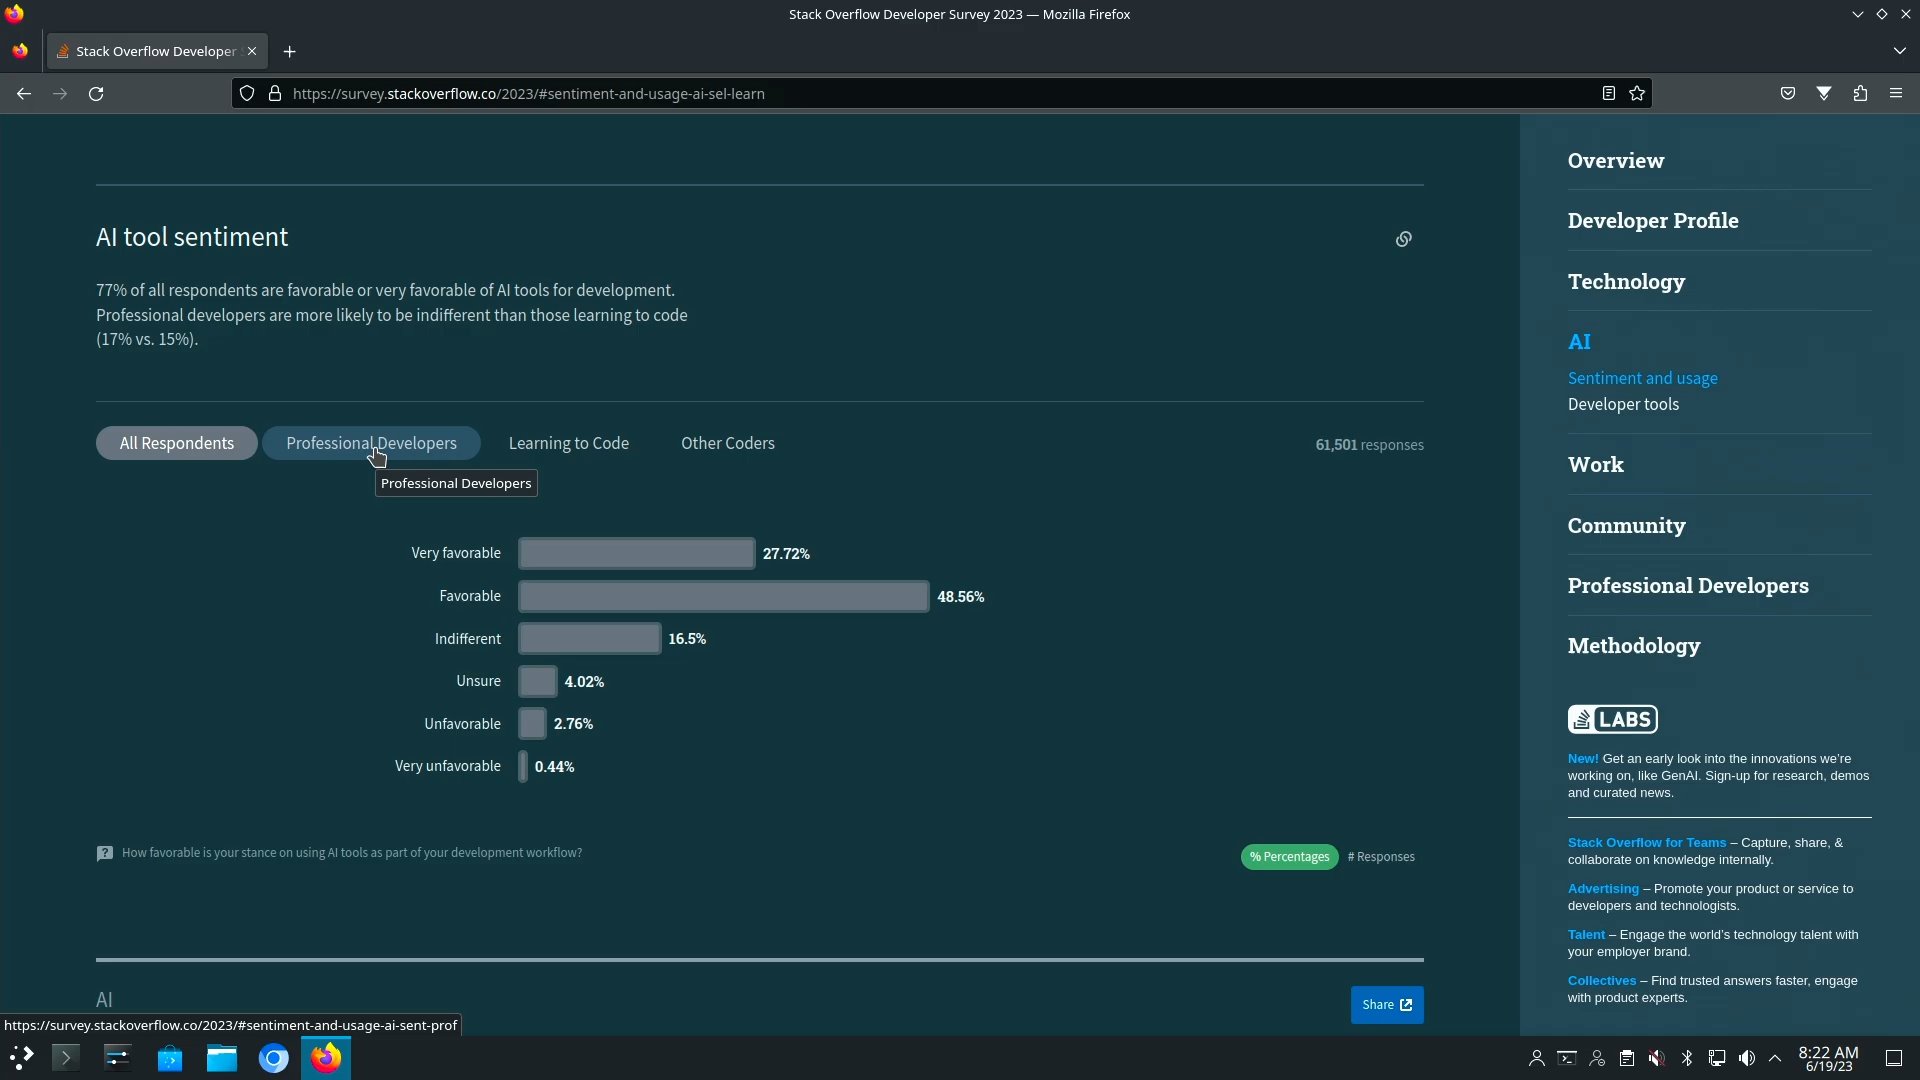 Stack Overflow Developer Survey 2023 — Mozilla Firefox
Stack Overflow Developer
https://survey.stackoverflow.co/2023/#sentiment-and-usage-ai-sel-learn
AI tool sentiment
77% of all respondents are favorable or very favorable of AI tools for development.
Professional developers are more likely to be indifferent than those learning to code
(17% vs. 15%).
All Respondents
Professional Developers
Learning to Code
Other Coders
61,501 responses
Professional Developers
Very favorable 27.72%
Favorable 48.56%
Indifferent 16.5%
Unsure 4.02%
Unfavorable 2.76%
Very unfavorable 0.44%
How favorable is your stance on using AI tools as part of your development workflow?
% Percentages
# Responses
AI
Share
https://survey.stackoverflow.co/2023/#sentiment-and-usage-ai-sent-prof
Overview
Developer Profile
Technology
AI
Sentiment and usage
Developer tools
Work
Community
Professional Developers
Methodology
LABS
New! Get an early look into the innovations we're
working on, like GenAI. Sign-up for research, demos
and curated news.
Stack Overflow for Teams – Capture, share, &
collaborate on knowledge internally.
Advertising – Promote your product or service to
developers and technologists.
Talent – Engage the world's technology talent with
your employer brand.
Collectives – Find trusted answers faster, engage
with product experts.
8:22 AM
6/19/23